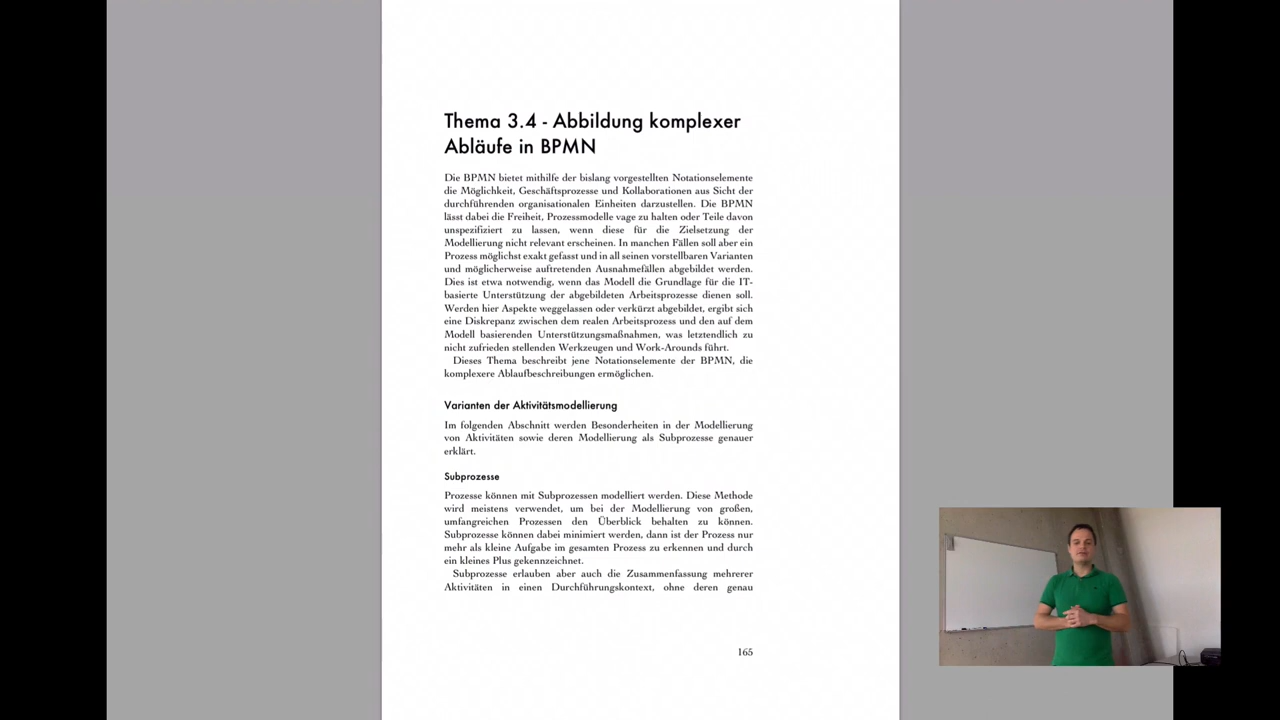 Thema 3.4 - Abbildung komplexer
Abläufe in BPMN
Die BPMN bietet mithilfe der bislang vorgestellten Notationselemente
die Möglichkeit, Geschäftsprozesse und Kollaborationen aus Sicht der
durchführenden organisationalen Einheiten darzustellen. Die BPMN
lässt dabei die Freiheit, Prozessmodelle vage zu halten oder Teile davon
unspezifiziert zu lassen, wenn diese für die Zielsetzung der
Modellierung nicht relevant erscheinen. In manchen Fällen soll aber ein
Prozess möglichst exakt gefasst und in all seinen vorstellbaren Varianten
und möglicherweise auftretenden Ausnahmefällen abgebildet werden.
Dies ist etwa notwendig, wenn das Modell die Grundlage für die IT-
basierte Unterstützung der abgebildeten Arbeitsprozesse dienen soll.
Werden hier Aspekte weggelassen oder verkürzt abgebildet, ergibt sich
eine Diskrepanz zwischen dem realen Arbeitsprozess und den auf dem
Modell basierenden Unterstützungsmaßnahmen, was letztendlich zu
nicht zufrieden stellenden Werkzeugen und Work-Arounds führt.
Dieses Thema beschreibt jene Notationselemente der BPMN, die
komplexere Ablaufbeschreibungen ermöglichen.
Varianten der Aktivitätsmodellierung
Im folgenden Abschnitt werden Besonderheiten in der Modellierung
von Aktivitäten sowie deren Modellierung als Subprozesse genauer
erklärt.
Subprozesse
Prozesse können mit Subprozessen modelliert werden. Diese Methode
wird meistens verwendet, um bei der Modellierung von großen,
umfangreichen Prozessen den Überblick behalten zu können.
Subprozesse können dabei minimiert werden, dann ist der Prozess nur
mehr als kleine Aufgabe im gesamten Prozess zu erkennen und durch
ein kleines Plus gekennzeichnet.
Subprozesse erlauben aber auch die Zusammenfassung mehrerer
Aktivitäten in einen Durchführungskontext, ohne deren genau
165